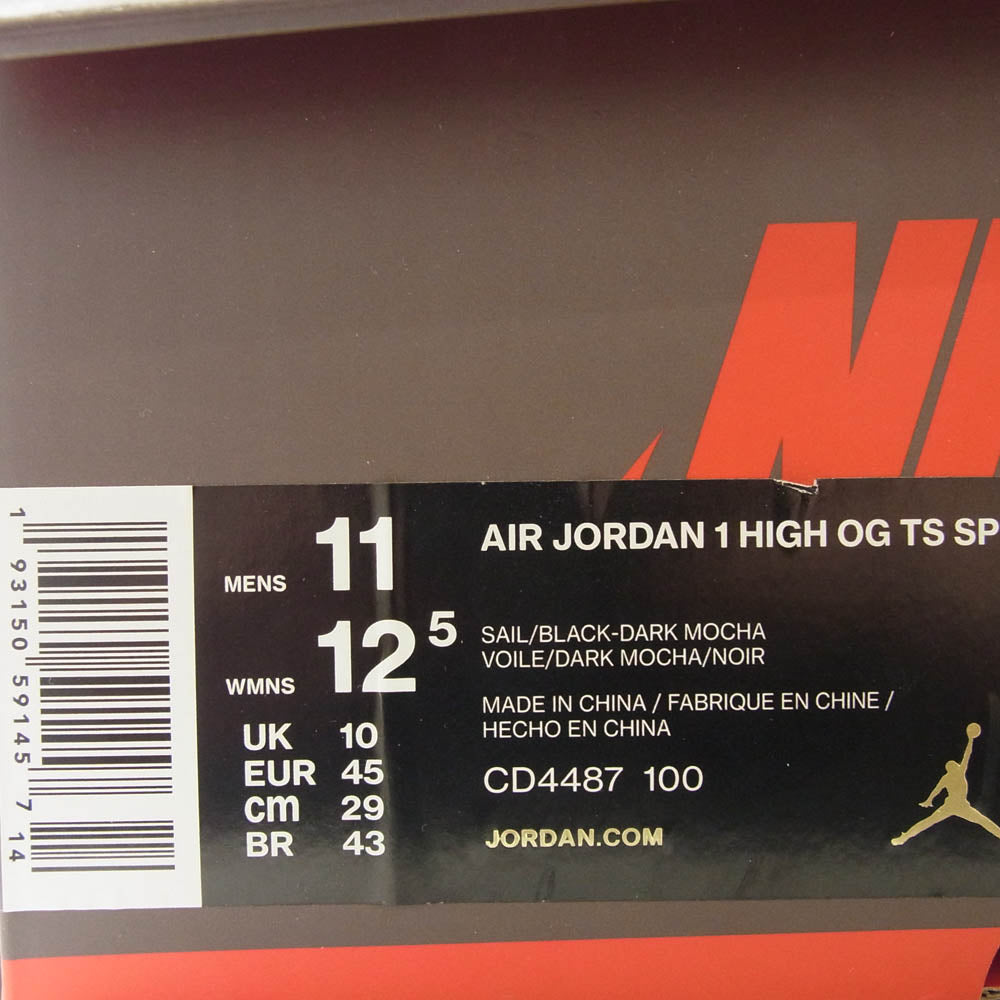 NI
1 93150 59145 7 14
MENS 11
WMNS 12 5
UK 10
EUR 45
cm 29
BR 43
AIR JORDAN 1 HIGH OG TS SP
SAIL/BLACK-DARK MOCHA
VOILE/DARK MOCHA/NOIR
MADE IN CHINA / FABRIQUE EN CHINE /
HECHO EN CHINA
CD4487 100
JORDAN.COM